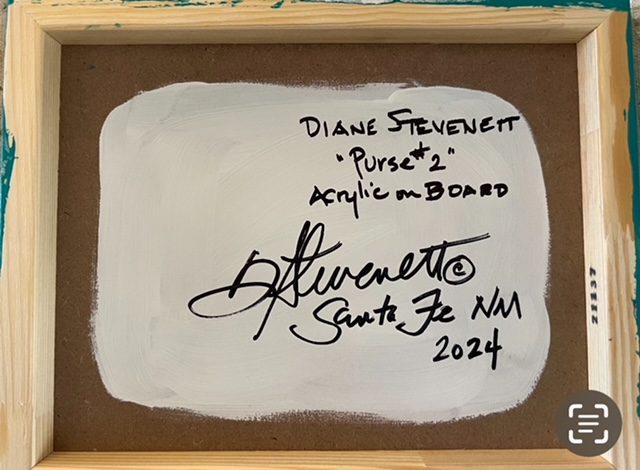 DIANE STEVENETT
"Purse #2"
Acrylic on BOARD
DStevenett ©
Santa Fe NM
2024